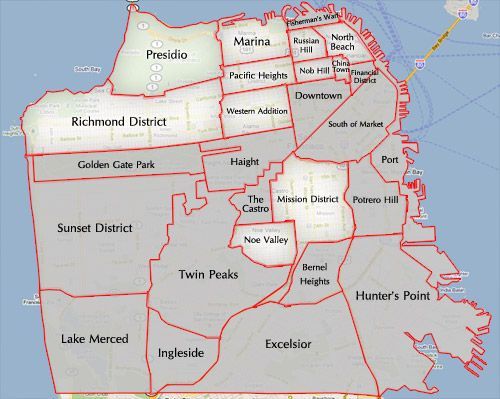 Fisherman's Warf
Marina
Russian
Hill
North
Beach
Presidio
Pacific Heights
Nob Hill
China
Town
Financial
District
Downtown
Western Addition
Richmond District
South of Market
Golden Gate Park
Haight
Port
The
Castro
Mission District
Potrero Hill
Sunset District
Noe Valley
Twin Peaks
Bernel
Heights
Hunter's Point
Lake Merced
Ingleside
Excelsior